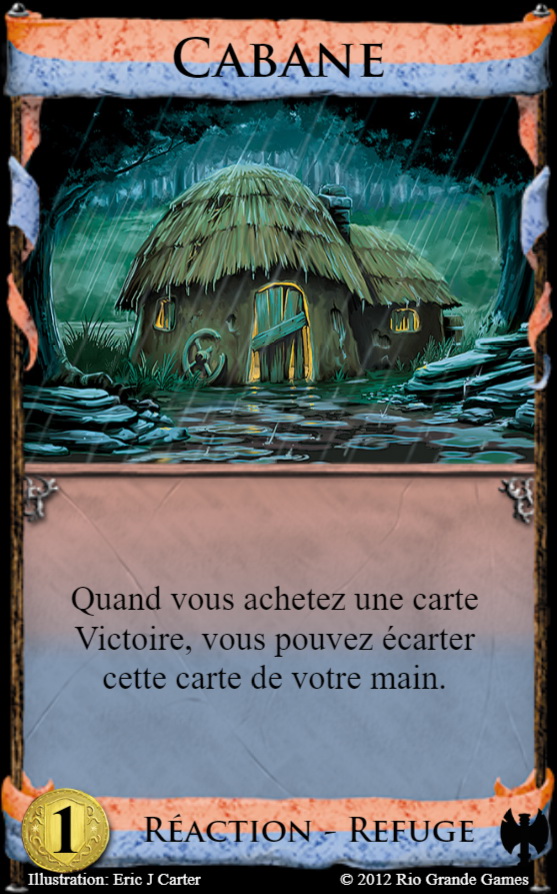 Cabane
Quand vous achetez une carte
Victoire, vous pouvez écarter
cette carte de votre main.
1
Réaction - Refuge
Illustration: Eric J Carter
© 2012 Rio Grande Games